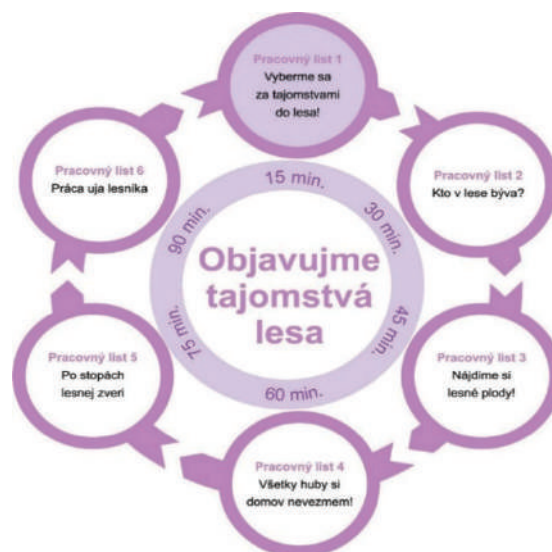 Pracovný list 1
Vyberme sa
za tajomstvami
do lesa!
Pracovný list 2
Kto v lese býva?
Pracovný list 3
Nájdime si
lesné plody!
Pracovný list 4
Všetky huby si
domov nevezmem!
Pracovný list 5
Po stopách
lesnej zveri
Pracovný list 6
Práca uja lesníka
15 min.
30 min.
45 min.
60 min.
75 min.
90 min.
Objavujme
tajomstvá
lesa